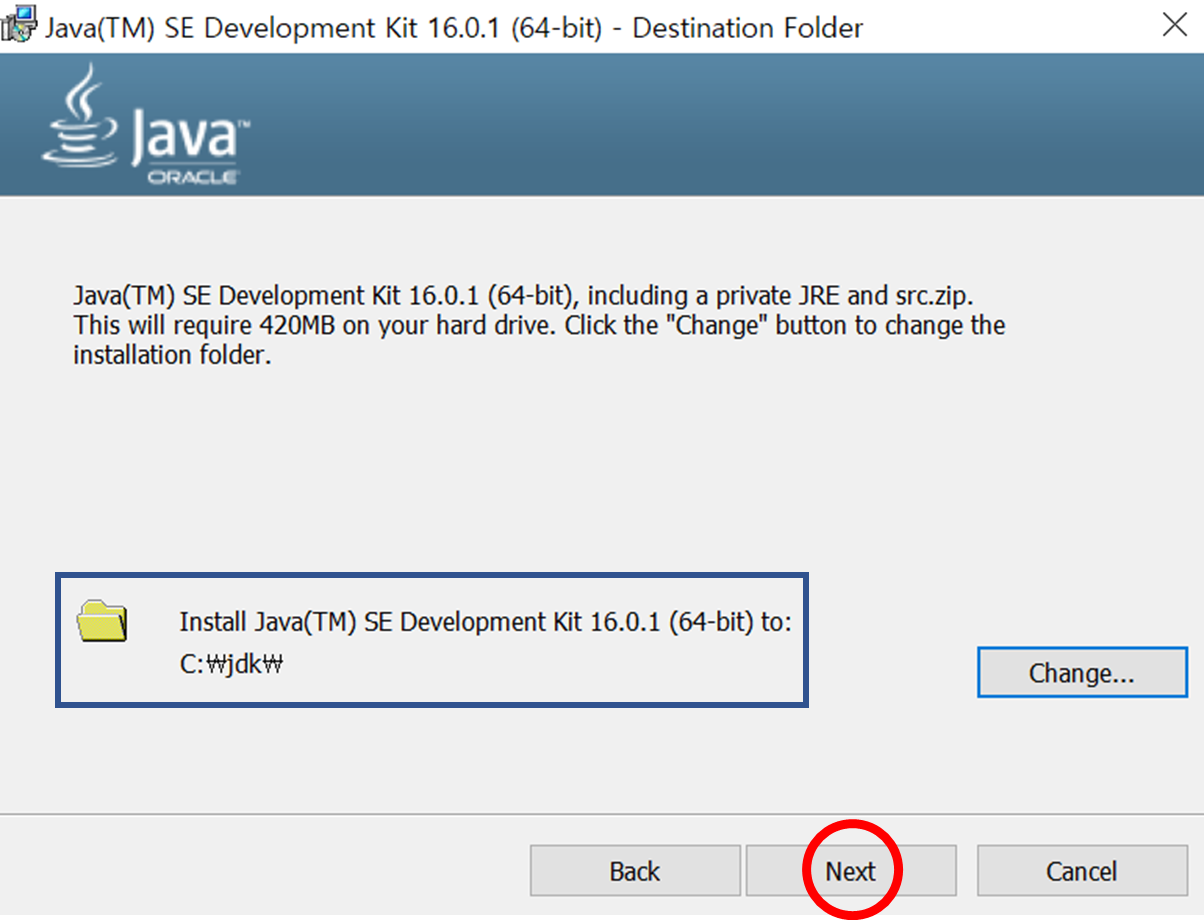 Java(TM) SE Development Kit 16.0.1 (64-bit) - Destination Folder
Java™
ORACLE
Java(TM) SE Development Kit 16.0.1 (64-bit), including a private JRE and src.zip.
This will require 420MB on your hard drive. Click the "Change" button to change the
installation folder.
Install Java(TM) SE Development Kit 16.0.1 (64-bit) to:
C:₩jdk₩
Change...
Back
Next
Cancel